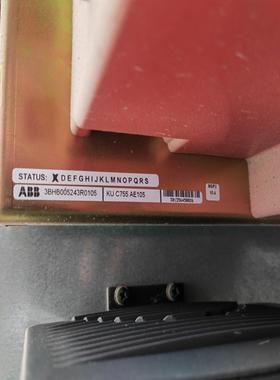 STATUS: X D E F G H I J K L M N O P Q R S
ABB 3BHB005243R0105 KU C755 AE105